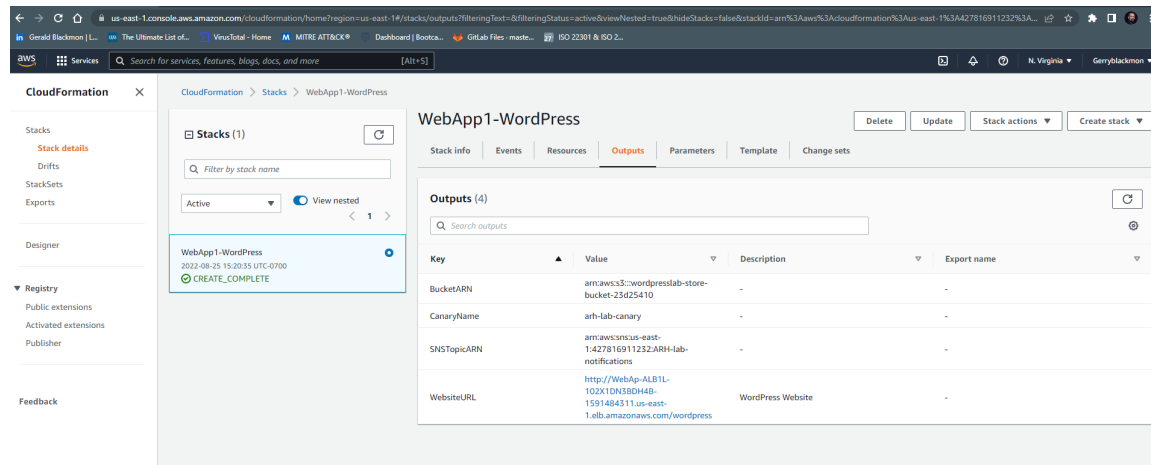 us-east-1.console.aws.amazon.com/cloudformation/home?region=us-east-1#/stacks/outputs?filteringText=&filteringStatus=active&viewNested=true&hideStacks=false&stackId=arn%3Aaws%3Acloudformation%3Aus-east-1%3A427816911232%3A...
Gerald Blackmon | L... The Ultimate List of... VirusTotal - Home MITRE ATT&CK® Dashboard | Bootca... GitLab Files · maste... 27 ISO 22301 & ISO 2...
aws Services Search for services, features, blogs, docs, and more [Alt+S] N. Virginia ▼ Gerryblackmon ▼
CloudFormation
Stacks
Stack details
Drifts
StackSets
Exports
Designer
▼ Registry
Public extensions
Activated extensions
Publisher
Feedback
CloudFormation > Stacks > WebApp1-WordPress
Stacks (1)
Filter by stack name
Active ▼ View nested
< 1 >
WebApp1-WordPress
2022-08-25 15:20:35 UTC-0700
CREATE_COMPLETE
WebApp1-WordPress
Delete Update Stack actions ▼ Create stack ▼
Stack info Events Resources Outputs Parameters Template Change sets
Outputs (4)
Search outputs
Key Value Description Export name
BucketARN arn:aws:s3:::wordpresslab-store-
bucket-23d25410 - -
CanaryName arh-lab-canary - -
SNSTopicARN arn:aws:sns:us-east-
1:427816911232:ARH-lab-
notifications - -
WebsiteURL http://WebAp-ALB1L-
102X1DN3BDH4B-
1591484311.us-east-
1.elb.amazonaws.com/wordpress WordPress Website -